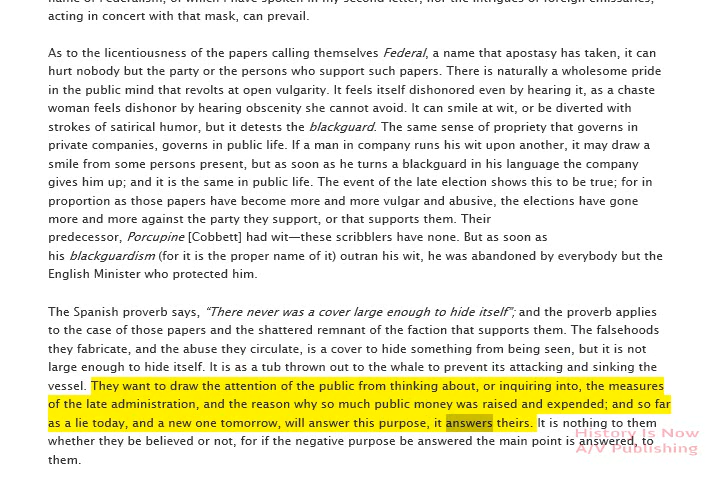 name of Federalism, of which I have spoken in my second letter, nor the intrigues of foreign emissaries,
acting in concert with that mask, can prevail.
As to the licentiousness of the papers calling themselves Federal, a name that apostasy has taken, it can
hurt nobody but the party or the persons who support such papers. There is naturally a wholesome pride
in the public mind that revolts at open vulgarity. It feels itself dishonored even by hearing it, as a chaste
woman feels dishonor by hearing obscenity she cannot avoid. It can smile at wit, or be diverted with
strokes of satirical humor, but it detests the blackguard. The same sense of propriety that governs in
private companies, governs in public life. If a man in company runs his wit upon another, it may draw a
smile from some persons present, but as soon as he turns a blackguard in his language the company
gives him up; and it is the same in public life. The event of the late election shows this to be true; for in
proportion as those papers have become more and more vulgar and abusive, the elections have gone
more and more against the party they support, or that supports them. Their
predecessor, Porcupine [Cobbett] had wit—these scribblers have none. But as soon as
his blackguardism (for it is the proper name of it) outran his wit, he was abandoned by everybody but the
English Minister who protected him.
The Spanish proverb says, “There never was a cover large enough to hide itself”; and the proverb applies
to the case of those papers and the shattered remnant of the faction that supports them. The falsehoods
they fabricate, and the abuse they circulate, is a cover to hide something from being seen, but it is not
large enough to hide itself. It is as a tub thrown out to the whale to prevent its attacking and sinking the
vessel. They want to draw the attention of the public from thinking about, or inquiring into, the measures
of the late administration, and the reason why so much public money was raised and expended; and so far
as a lie today, and a new one tomorrow, will answer this purpose, it answers theirs. It is nothing to them
whether they be believed or not, for if the negative purpose be answered the main point is answered, to
them.
History Is Now
A/V Publishing